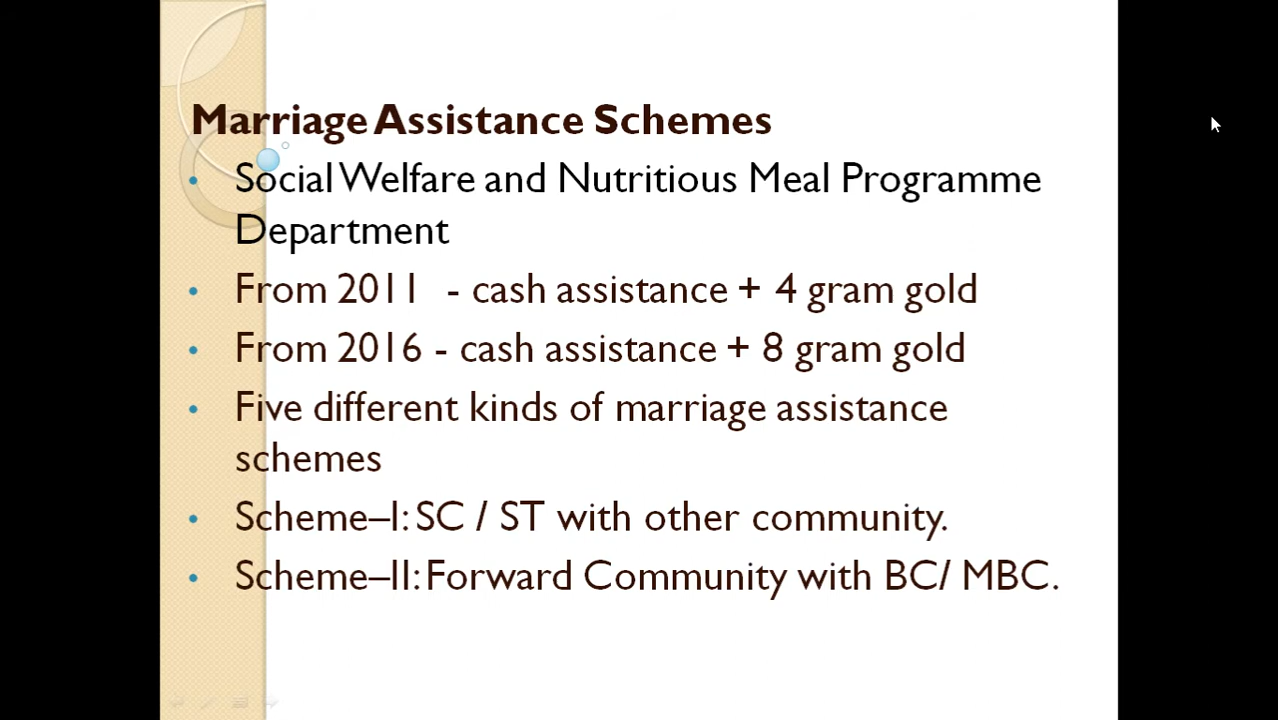 Marriage Assistance Schemes
• Social Welfare and Nutritious Meal Programme
Department
• From 2011 - cash assistance + 4 gram gold
• From 2016 - cash assistance + 8 gram gold
• Five different kinds of marriage assistance
schemes
• Scheme–I: SC / ST with other community.
• Scheme–II: Forward Community with BC/ MBC.